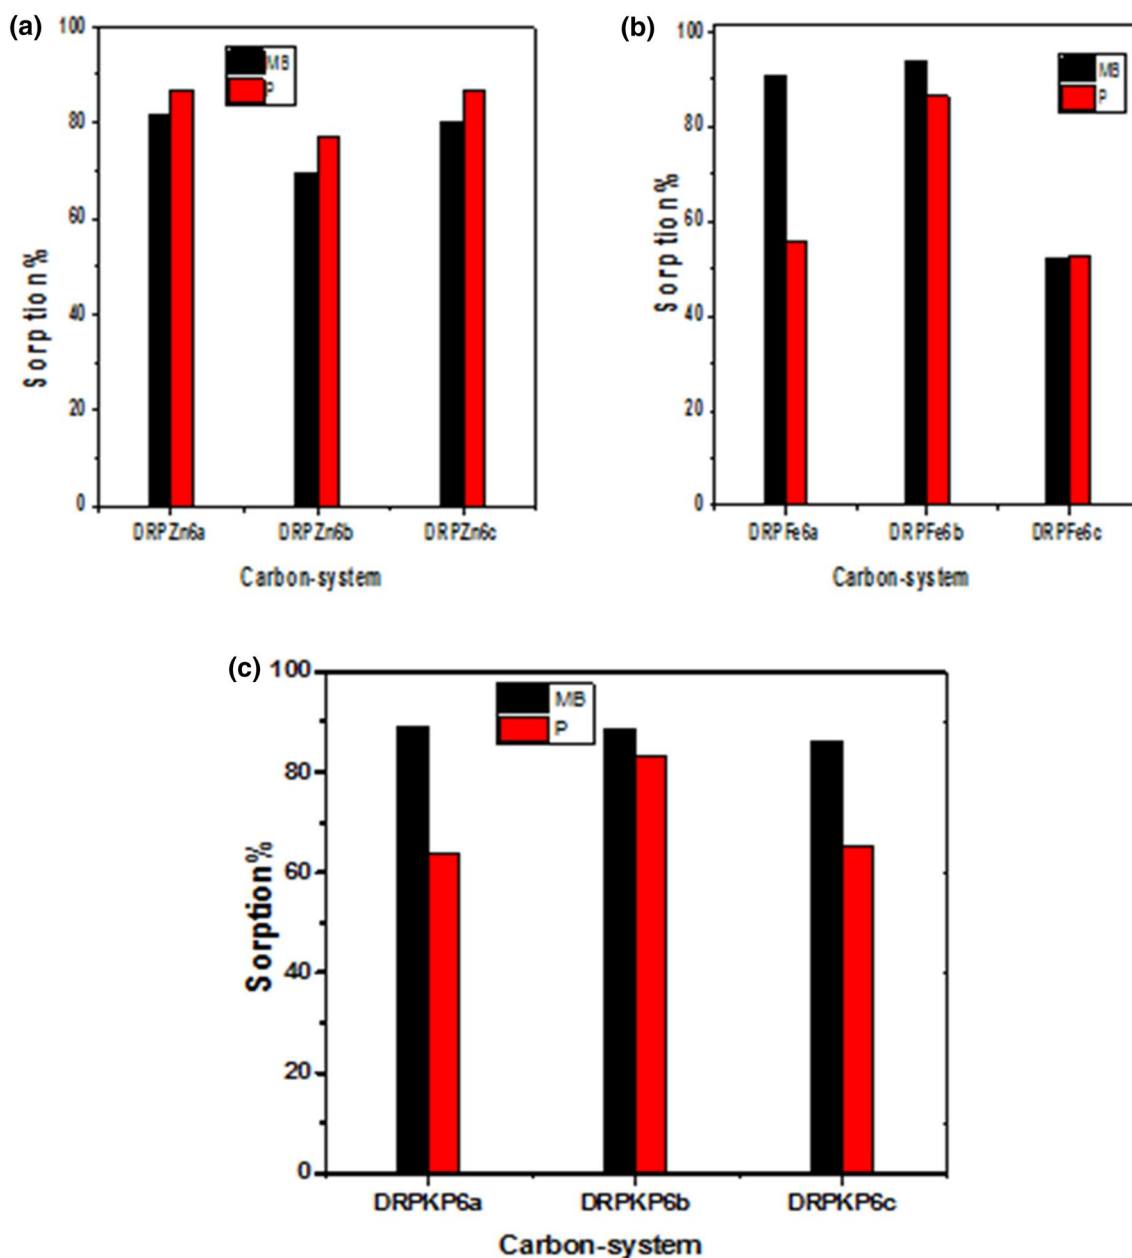 (a)
100
80
60
40
20
0
Sorption%
MB
P
DRPZn6a DRPZn6b DRPZn6c
Carbon-system
(b)
100
80
60
40
20
0
Sorption%
MB
P
DRPFe6a DRPFe6b DRPFe6c
Carbon-system
(c)
100
80
60
40
20
0
Sorption%
MB
P
DRPKP6a DRPKP6b DRPKP6c
Carbon-system